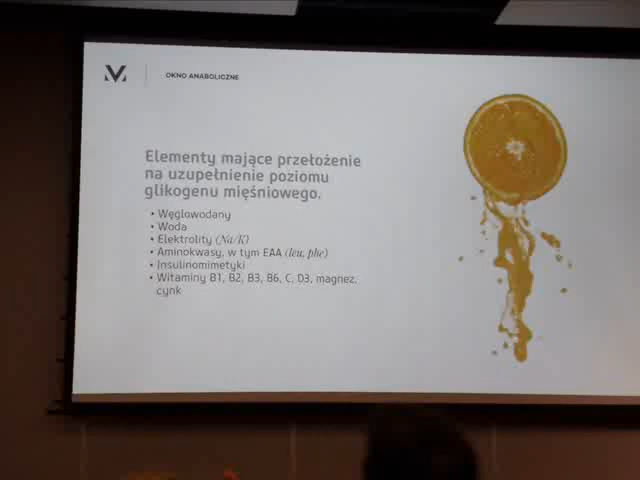 OKNO ANABOLICZNE
Elementy mające przełożenie
na uzupełnienie poziomu
glikogenu mięśniowego.
• Węglowodany
• Woda
• Elektrolity (Na/K)
• Aminokwasy, w tym EAA (leu, phe)
• Insulinomimetyki
• Witaminy B1, B2, B3, B6, C, D3, magnez,
cynk